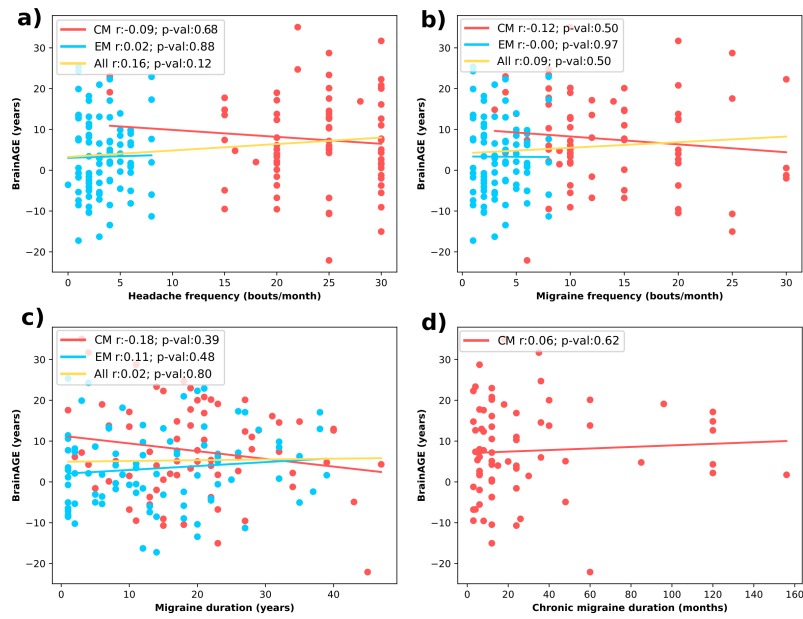 a)
CM r:-0.09; p-val:0.68
EM r:0.02; p-val:0.88
All r:0.16; p-val:0.12
BrainAGE (years)
30
20
10
0
−10
−20
0 5 10 15 20 25 30
Headache frequency (bouts/month)
b)
CM r:-0.12; p-val:0.50
EM r:-0.00; p-val:0.97
All r:0.09; p-val:0.50
BrainAGE (years)
30
20
10
0
−10
−20
0 5 10 15 20 25 30
Migraine frequency (bouts/month)
c)
CM r:-0.18; p-val:0.39
EM r:0.11; p-val:0.48
All r:0.02; p-val:0.80
BrainAGE (years)
30
20
10
0
−10
−20
0 10 20 30 40
Migraine duration (years)
d)
CM r:0.06; p-val:0.62
BrainAGE (years)
30
20
10
0
−10
−20
0 20 40 60 80 100 120 140 160
Chronic migraine duration (months)